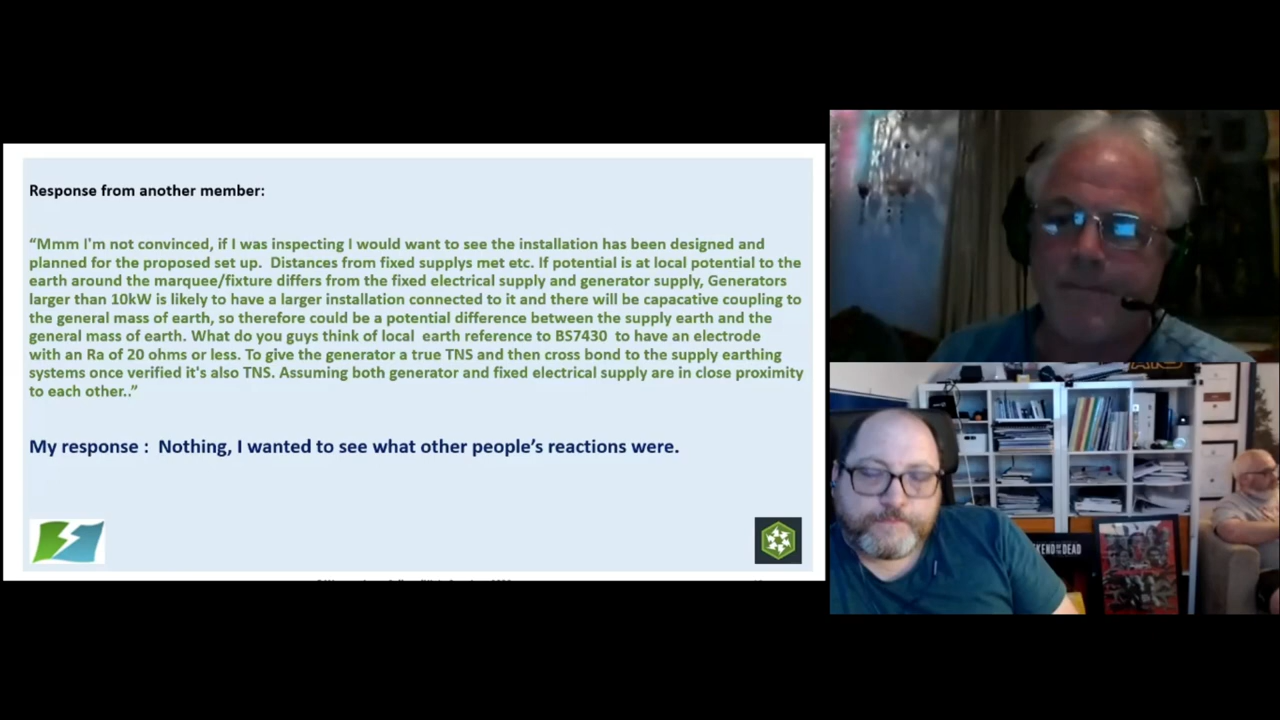 Response from another member:
“Mmm I'm not convinced, if I was inspecting I would want to see the installation has been designed and
planned for the proposed set up.  Distances from fixed supplys met etc. If potential is at local potential to the
earth around the marquee/fixture differs from the fixed electrical supply and generator supply, Generators
larger than 10kW is likely to have a larger installation connected to it and there will be capacative coupling to
the general mass of earth, so therefore could be a potential difference between the supply earth and the
general mass of earth. What do you guys think of local  earth reference to BS7430  to have an electrode
with an Ra of 20 ohms or less. To give the generator a true TNS and then cross bond to the supply earthing
systems once verified it's also TNS. Assuming both generator and fixed electrical supply are in close proximity
to each other..”
My response :  Nothing, I wanted to see what other people’s reactions were.
KEND OF THE DEAD